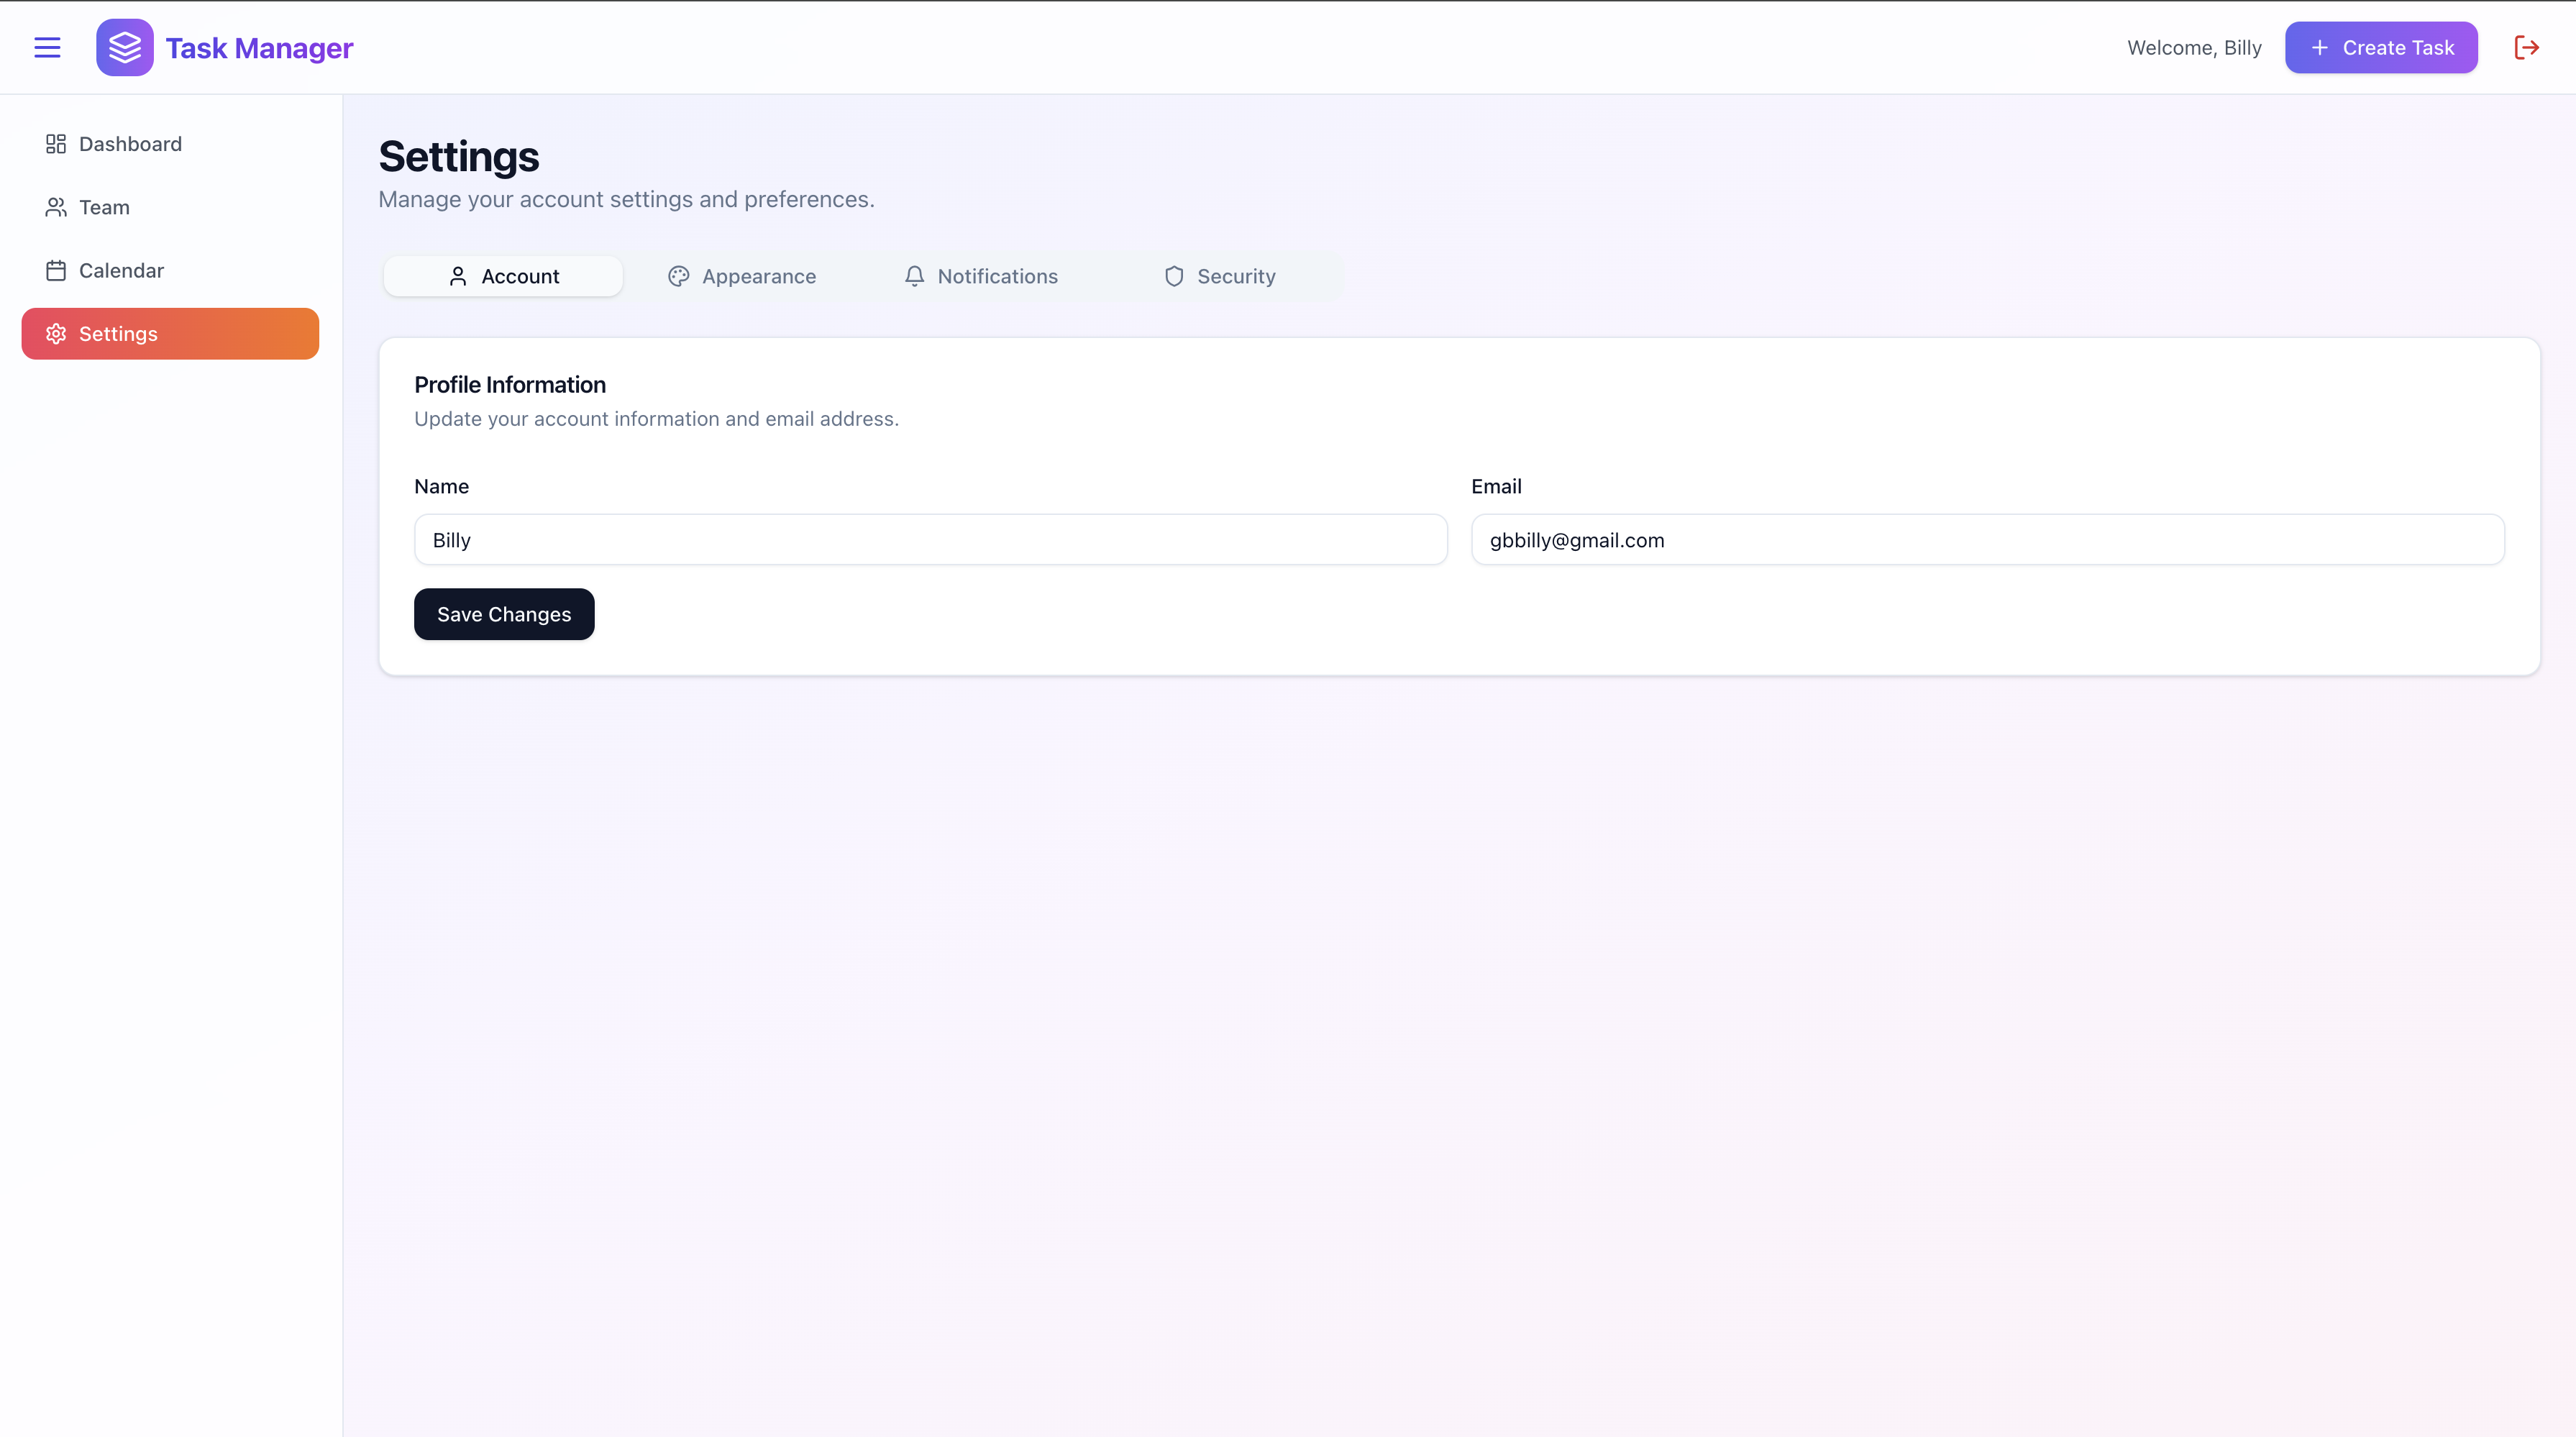 Task Manager
Welcome, Billy
Create Task
Dashboard
Team
Calendar
Settings
Settings
Manage your account settings and preferences.
Account
Appearance
Notifications
Security
Profile Information
Update your account information and email address.
Name
Email
Billy
gbbilly@gmail.com
Save Changes